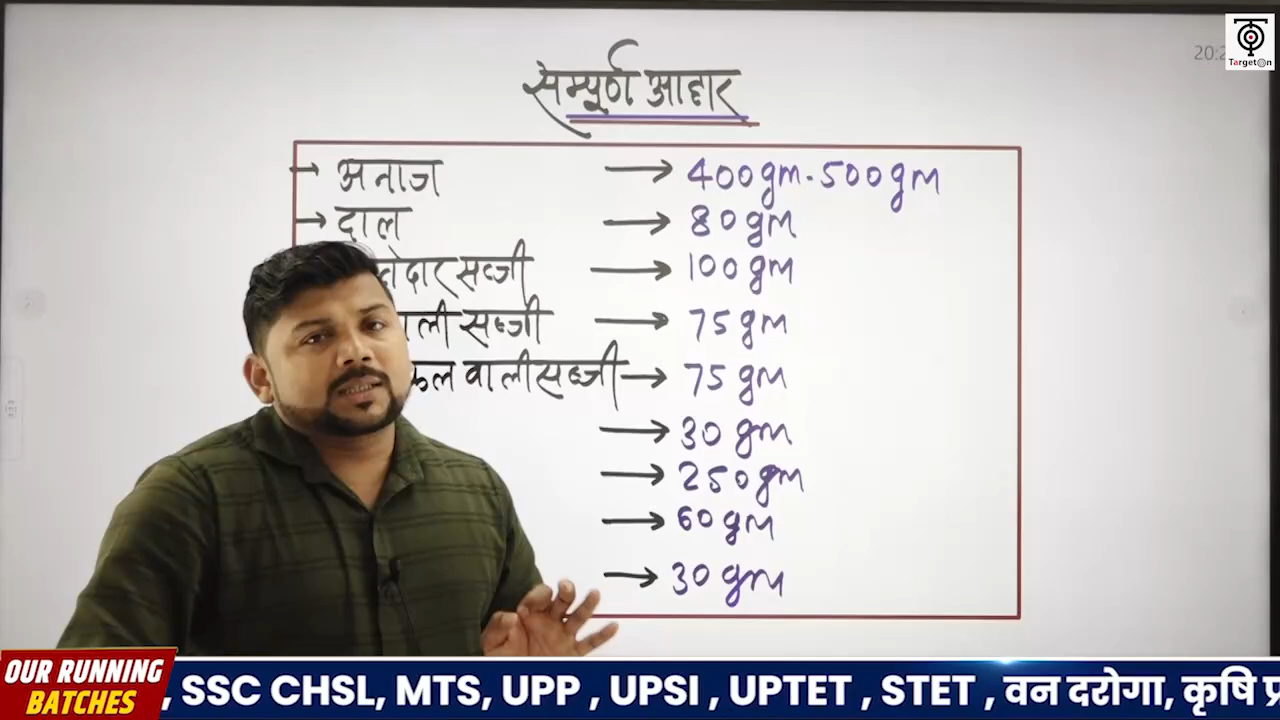 20:2
TargetOn
सम्पूर्ण आहार
→ अनाज → 400gm - 500gm
→ दाल → 80gm
दार सब्जी → 100gm
सब्जी → 75gm
फल वाली सब्जी → 75gm
→ 30gm
→ 250gm
→ 60gm
→ 30gm
OUR RUNNING
BATCHES
, SSC CHSL, MTS, UPP , UPSI , UPTET , STET , वन दरोगा, कृषि प्र